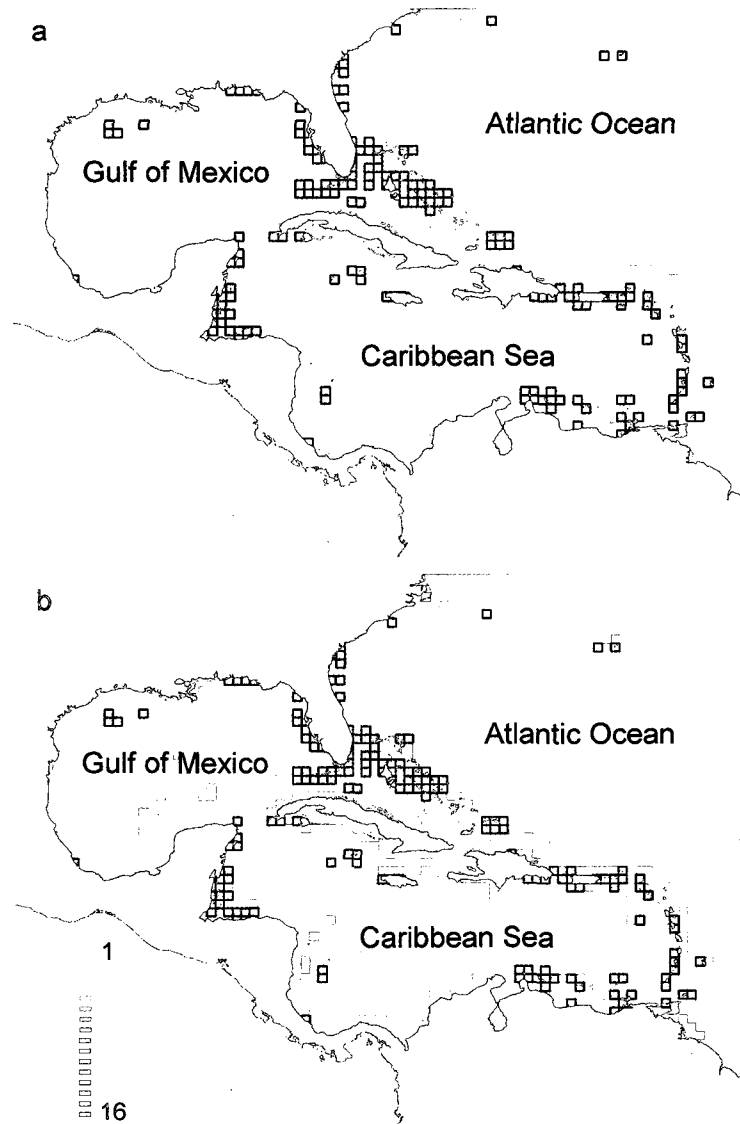 a
Atlantic Ocean
Gulf of Mexico
Caribbean Sea
b
Atlantic Ocean
Gulf of Mexico
Caribbean Sea
1
16